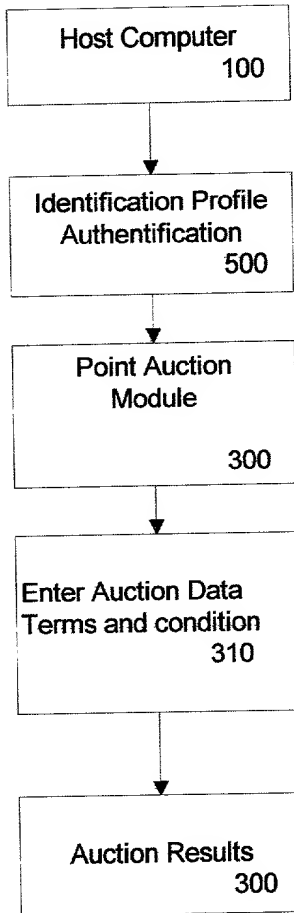 Host Computer
100
Identification Profile
Authentification
500
Point Auction
Module
300
Enter Auction Data
Terms and condition
310
Auction Results
300